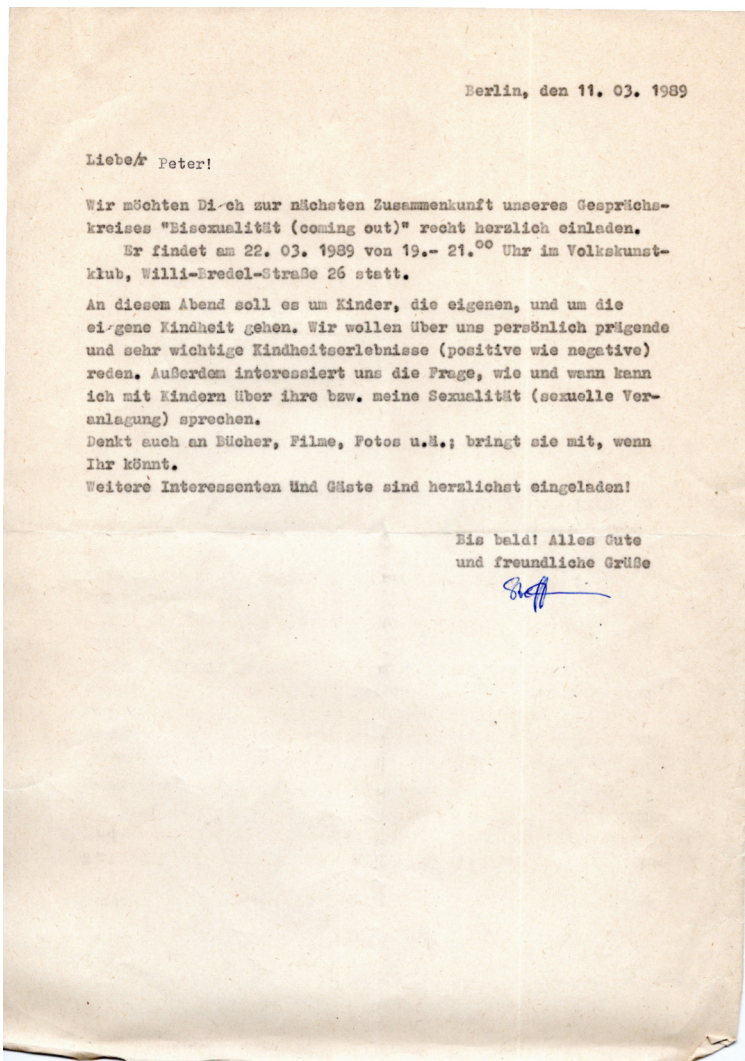 Berlin, den 11. 03. 1989
Liebe/r Peter!
Wir möchten Di-ch zur nächsten Zusammenkunft unseres Gesprächs-
kreises "Bisexualität (coming out)" recht herzlich einladen.
Er findet am 22. 03. 1989 von 19.- 21.00 Uhr im Volkskunst-
klub, Willi-Bredel-Straße 26 statt.
An diesem Abend soll es um Kinder, die eigenen, und um die
ei-gene Kindheit gehen. Wir wollen über uns persönlich prägende
und sehr wichtige Kindheitserlebnisse (positive wie negative)
reden. Außerdem interessiert uns die Frage, wie und wann kann
ich mit Kindern über ihre bzw. meine Sexualität (sexuelle Ver-
anlagung) sprechen.
Denkt auch an Bücher, Filme, Fotos u.ä.; bringt sie mit, wenn
Ihr könnt.
Weitere Interessenten und Gäste sind herzlichst eingeladen!
Bis bald! Alles Gute
und freundliche Grüße